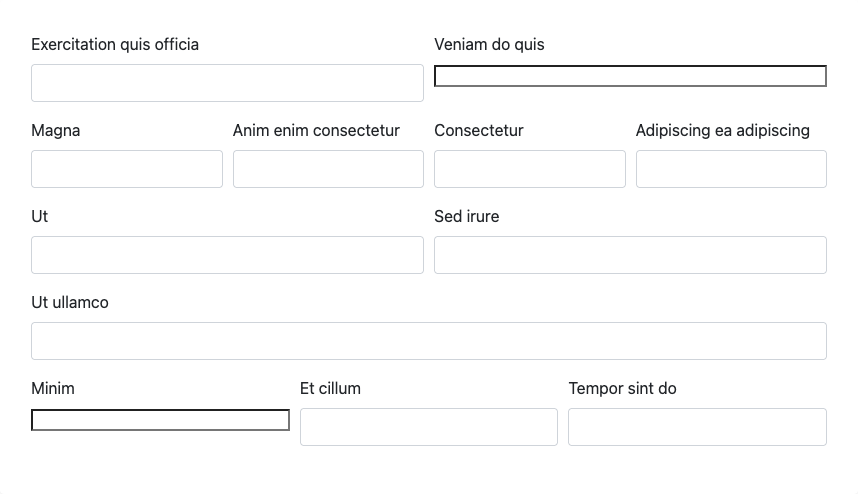 Exercitation quis officia
Veniam do quis
Magna
Anim enim consectetur
Consectetur
Adipiscing ea adipiscing
Ut
Sed irure
Ut ullamco
Minim
Et cillum
Tempor sint do